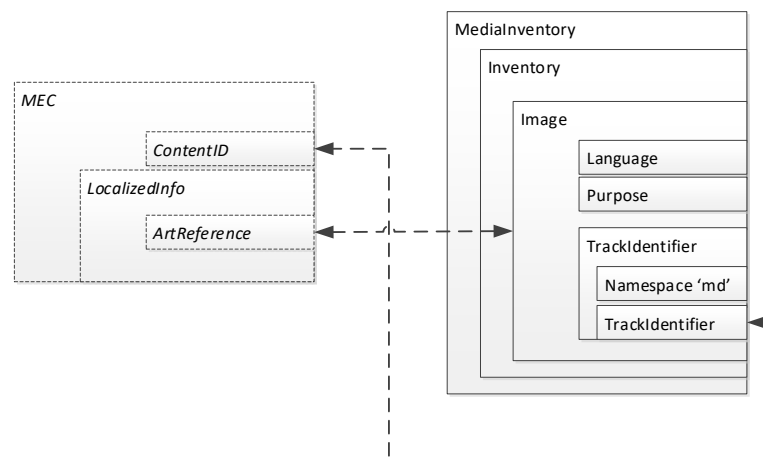 MEC
ContentID
LocalizedInfo
ArtReference
MediaInventory
Inventory
Image
Language
Purpose
TrackIdentifier
Namespace ‘md’
TrackIdentifier